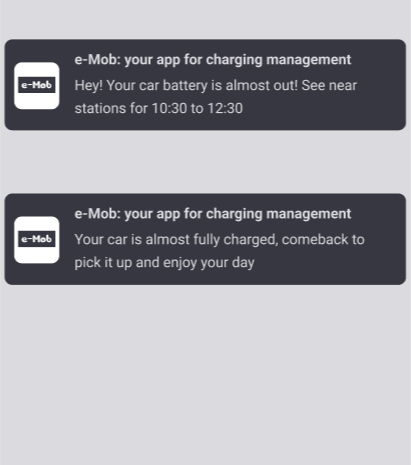 e-Mob: your app for charging management
e-Mob
Hey! Your car battery is almost out! See near
stations for 10:30 to 12:30
e-Mob: your app for charging management
e-Mob
Your car is almost fully charged, comeback to
pick it up and enjoy your day